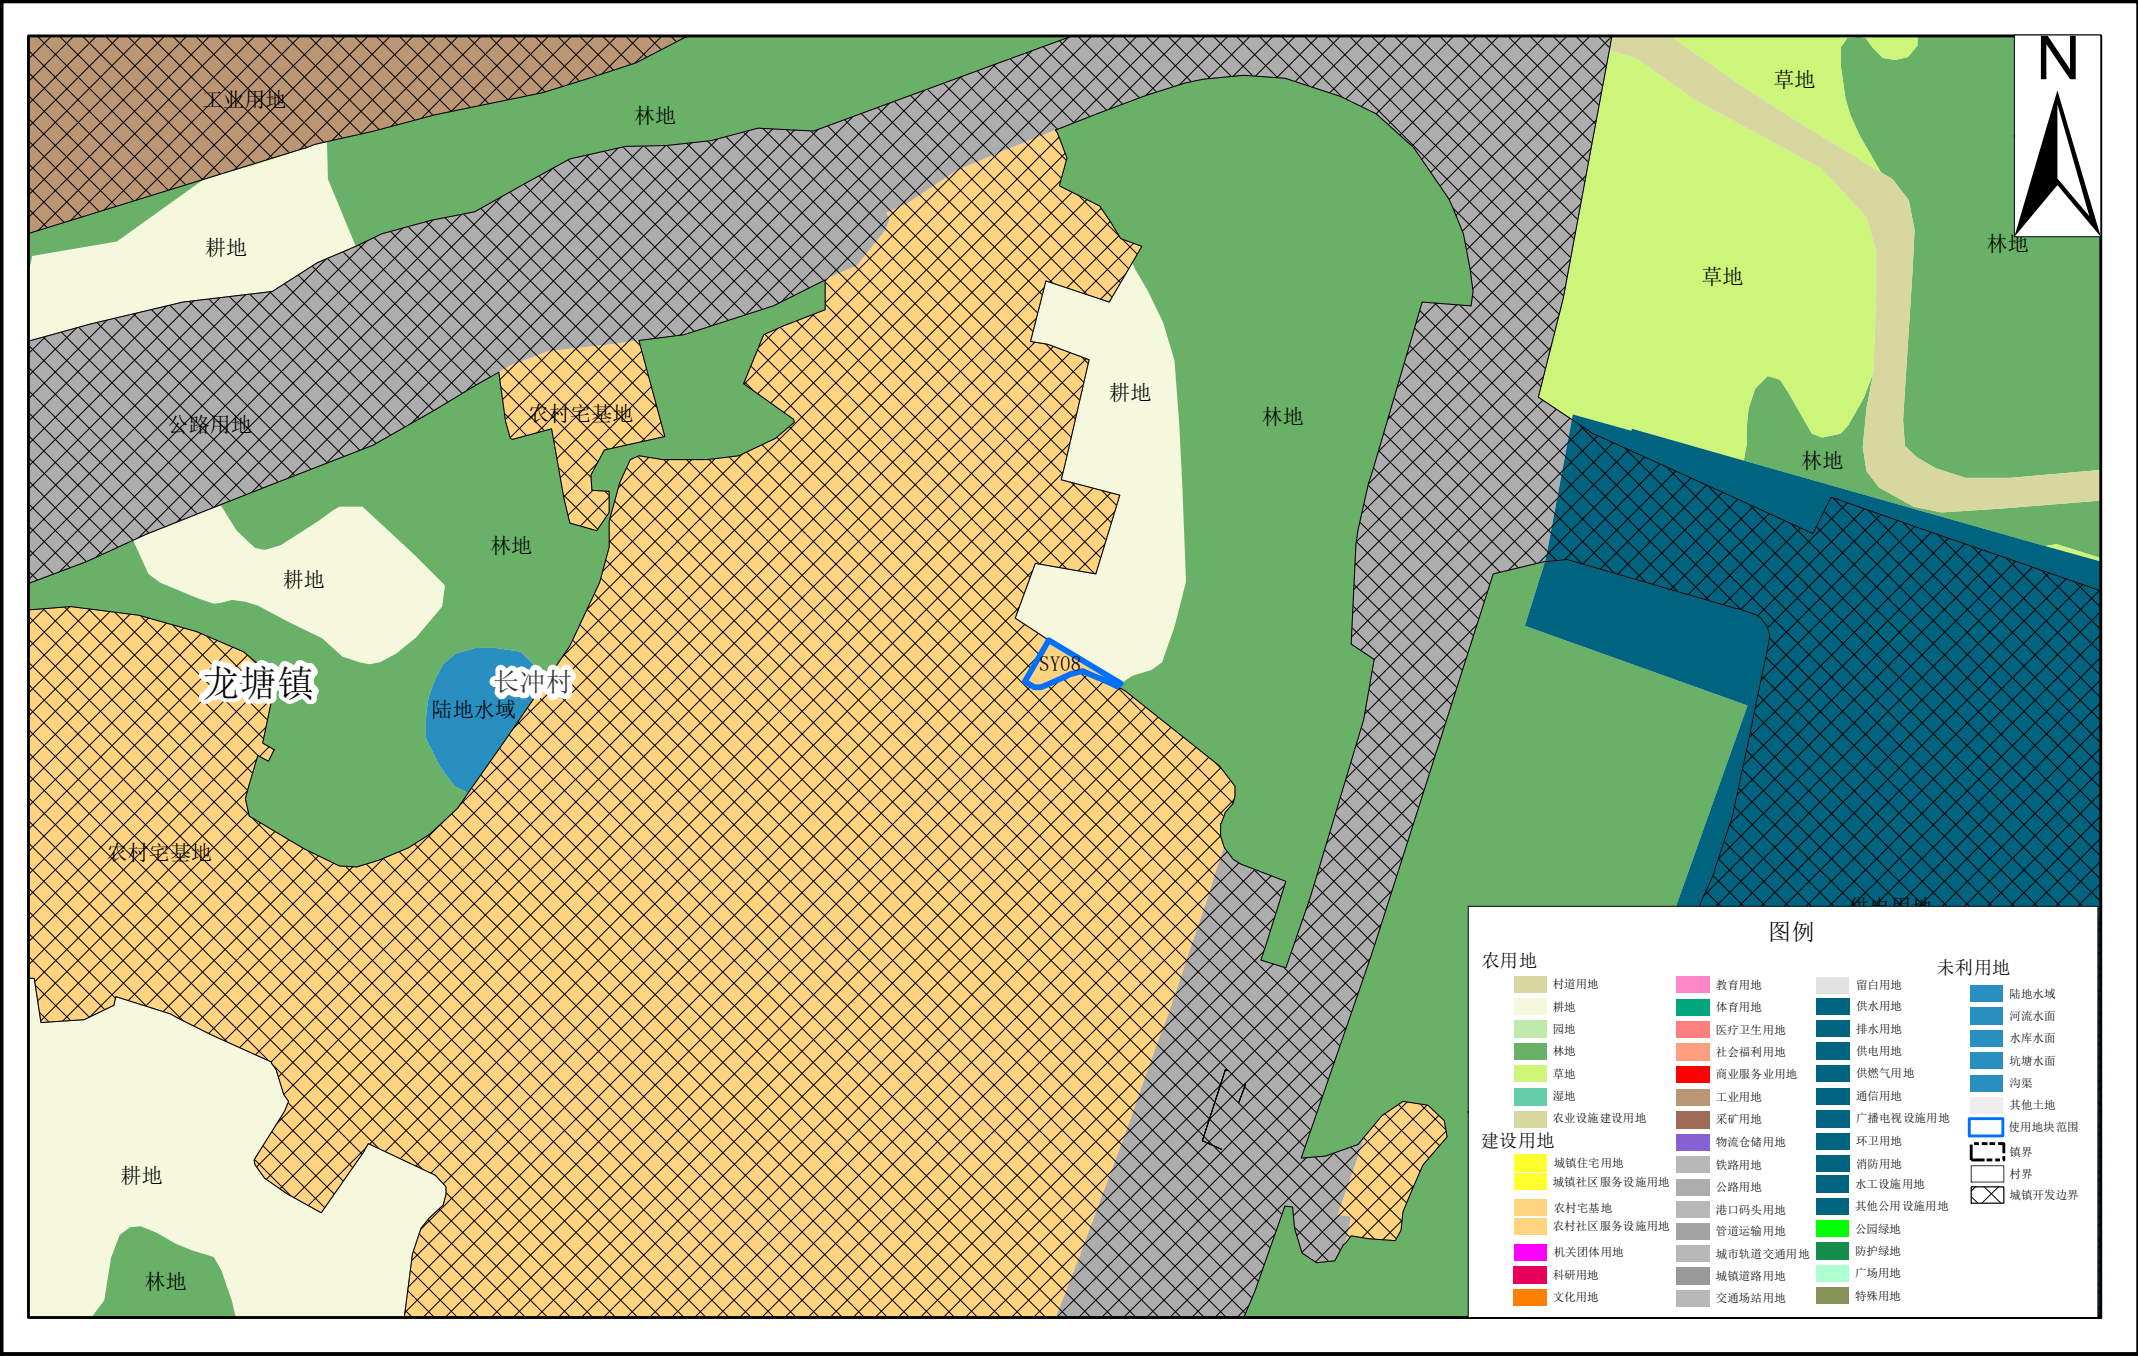 N
工业用地
林地
草地
耕地
林地
草地
公路用地
农村宅基地
耕地
林地
林地
林地
耕地
SY08
龙塘镇
长冲村
陆地水域
农村宅基地
供电用地
耕地
林地
图例
农用地
村道用地
耕地
园地
林地
草地
湿地
农业设施建设用地
建设用地
城镇住宅用地
城镇社区服务设施用地
农村宅基地
农村社区服务设施用地
机关团体用地
科研用地
文化用地
教育用地
体育用地
医疗卫生用地
社会福利用地
商业服务业用地
工业用地
采矿用地
物流仓储用地
铁路用地
公路用地
港口码头用地
管道运输用地
城市轨道交通用地
城镇道路用地
交通场站用地
留白用地
供水用地
排水用地
供电用地
供燃气用地
通信用地
广播电视设施用地
环卫用地
消防用地
水工设施用地
其他公用设施用地
公园绿地
防护绿地
广场用地
特殊用地
未利用地
陆地水域
河流水面
水库水面
坑塘水面
沟渠
其他土地
使用地块范围
镇界
村界
城镇开发边界